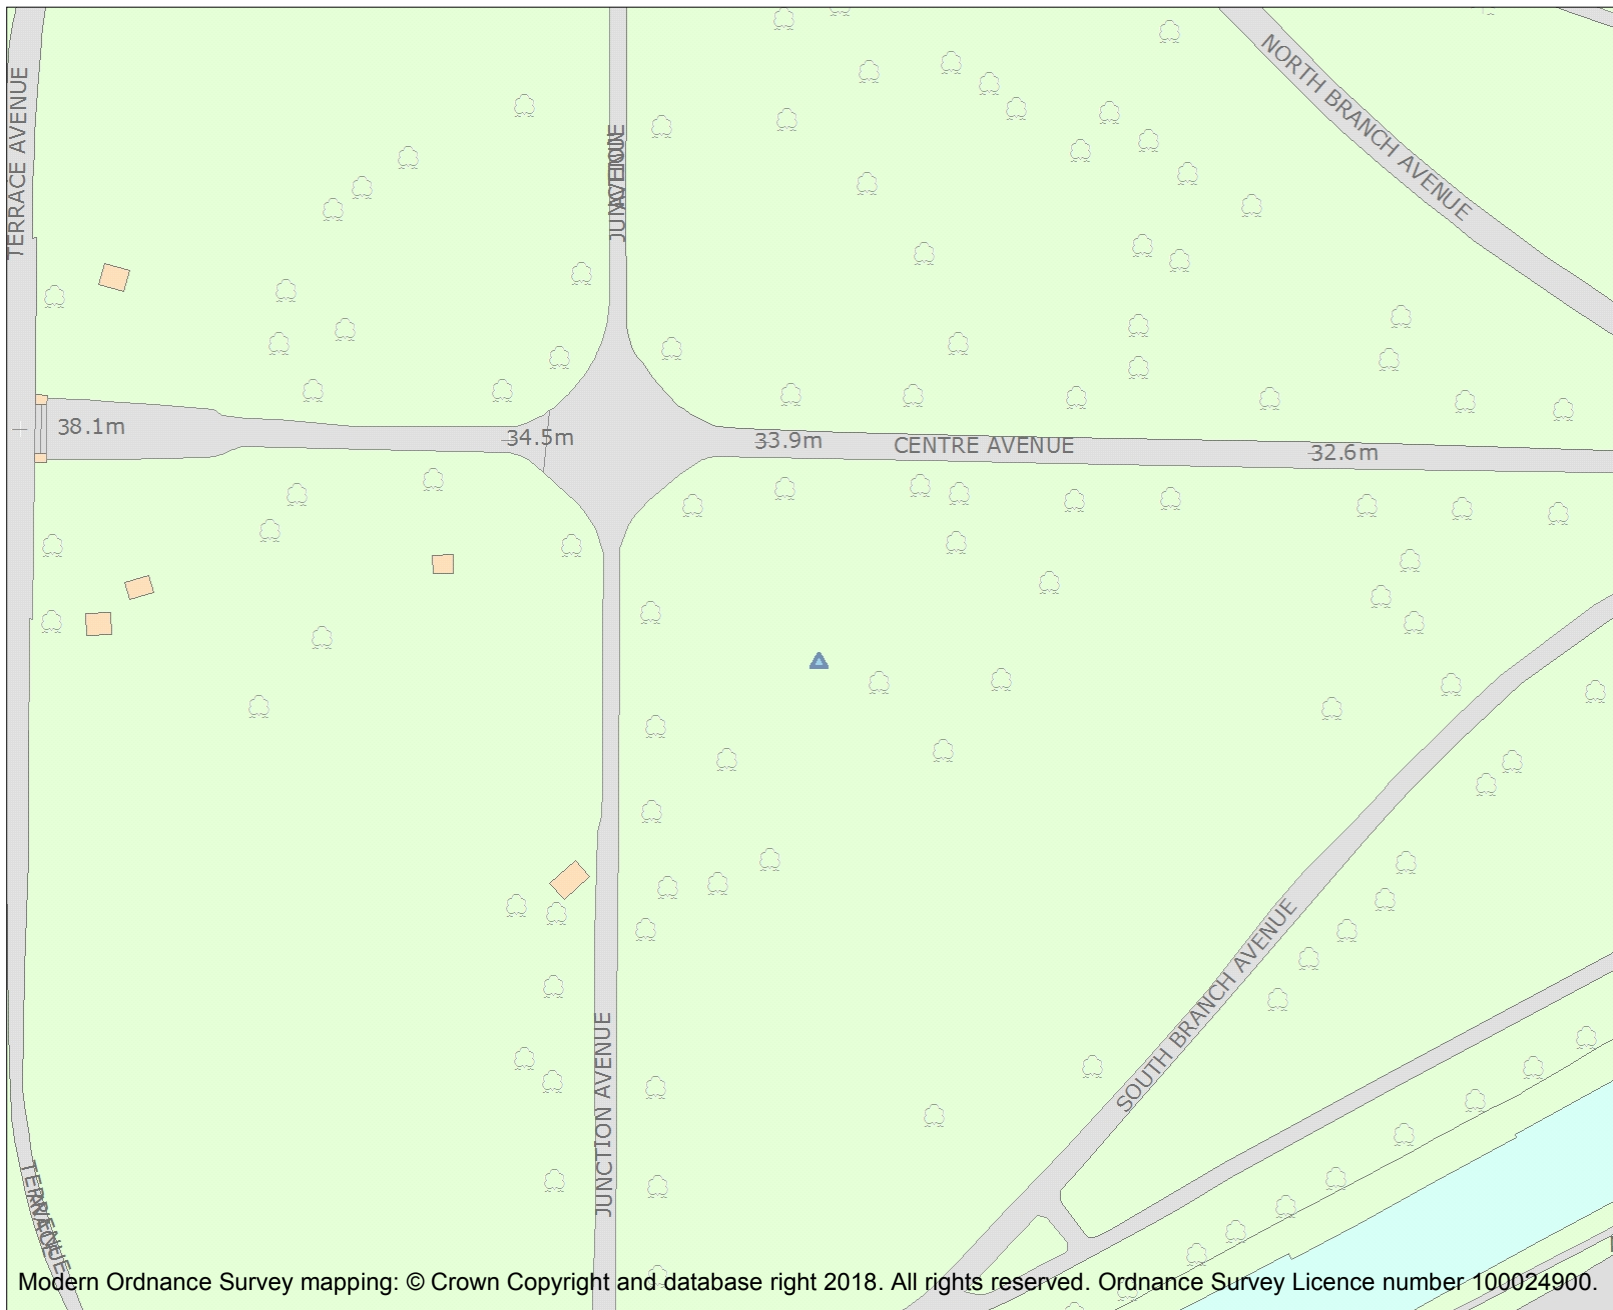 TERRACE AVENUE
JUNCTION
AVENUE
NORTH BRANCH AVENUE
38.1m
34.5m
33.9m
CENTRE AVENUE
32.6m
SOUTH BRANCH AVENUE
JUNCTION AVENUE
TERRACE
AVENUE
Modern Ordnance Survey mapping: © Crown Copyright and database right 2018. All rights reserved. Ordnance Survey Licence number 100024900.